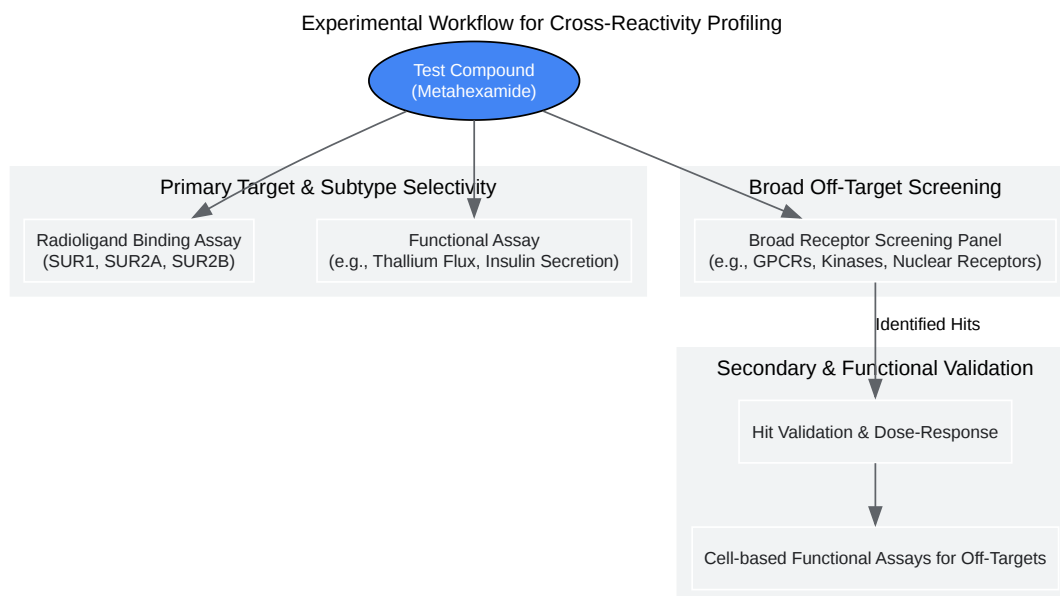 Experimental Workflow for Cross-Reactivity Profiling
Test Compound
(Metahexamide)
Primary Target & Subtype Selectivity
Radioligand Binding Assay
(SUR1, SUR2A, SUR2B)
Functional Assay
(e.g., Thallium Flux, Insulin Secretion)
Broad Off-Target Screening
Broad Receptor Screening Panel
(e.g., GPCRs, Kinases, Nuclear Receptors)
Identified Hits
Secondary & Functional Validation
Hit Validation & Dose-Response
Cell-based Functional Assays for Off-Targets